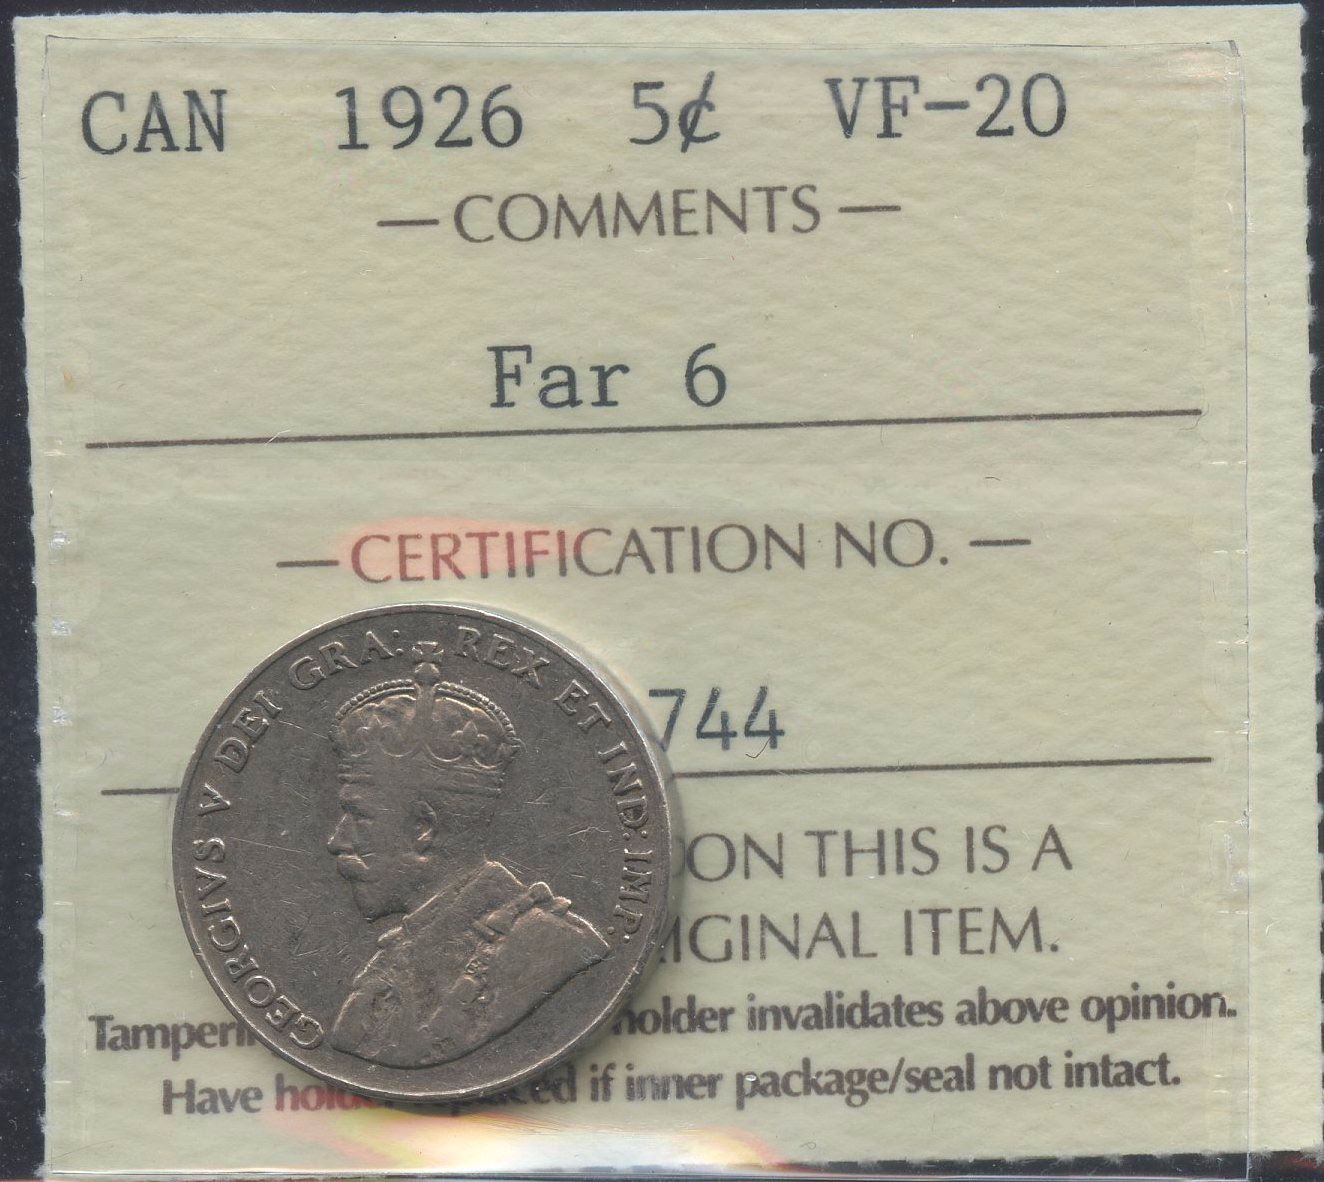 CAN 1926 5¢ VF-20
— COMMENTS —
Far 6
— CERTIFICATION NO. —
744
GEORGIVS V DEI GRA: REX ET IND: IMP:
ON THIS IS A
IGINAL ITEM.
holder invalidates above opinion.
Have if inner package/seal not intact.